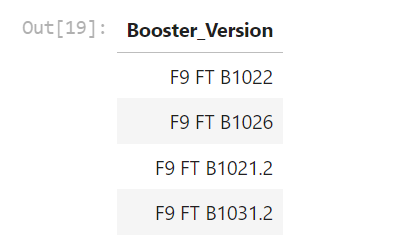 Out[19]: Booster_Version
F9 FT B1022
F9 FT B1026
F9 FT B1021.2
F9 FT B1031.2